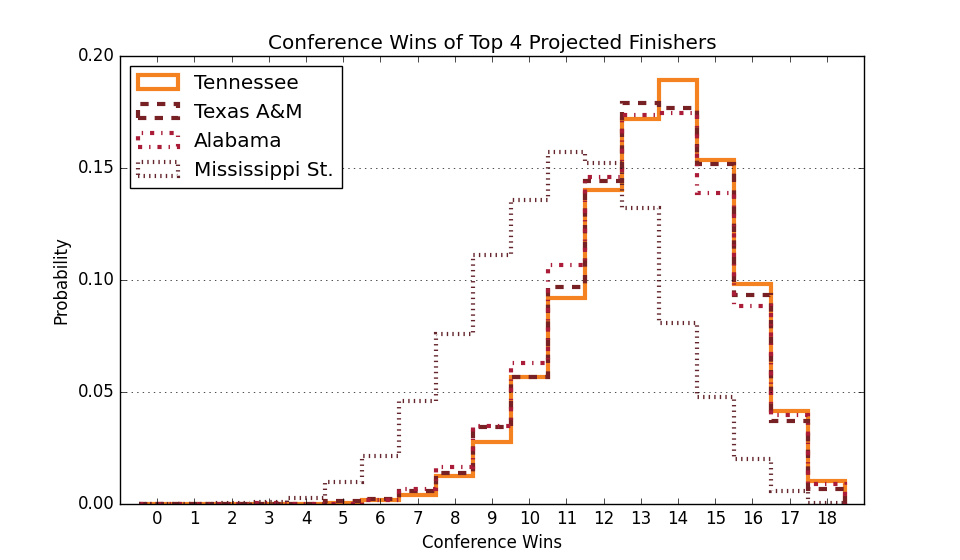 Conference Wins of Top 4 Projected Finishers
Tennessee
Texas A&M
Alabama
Mississippi St.
0.20
0.15
0.10
0.05
0.00
Probability
0 1 2 3 4 5 6 7 8 9 10 11 12 13 14 15 16 17 18
Conference Wins